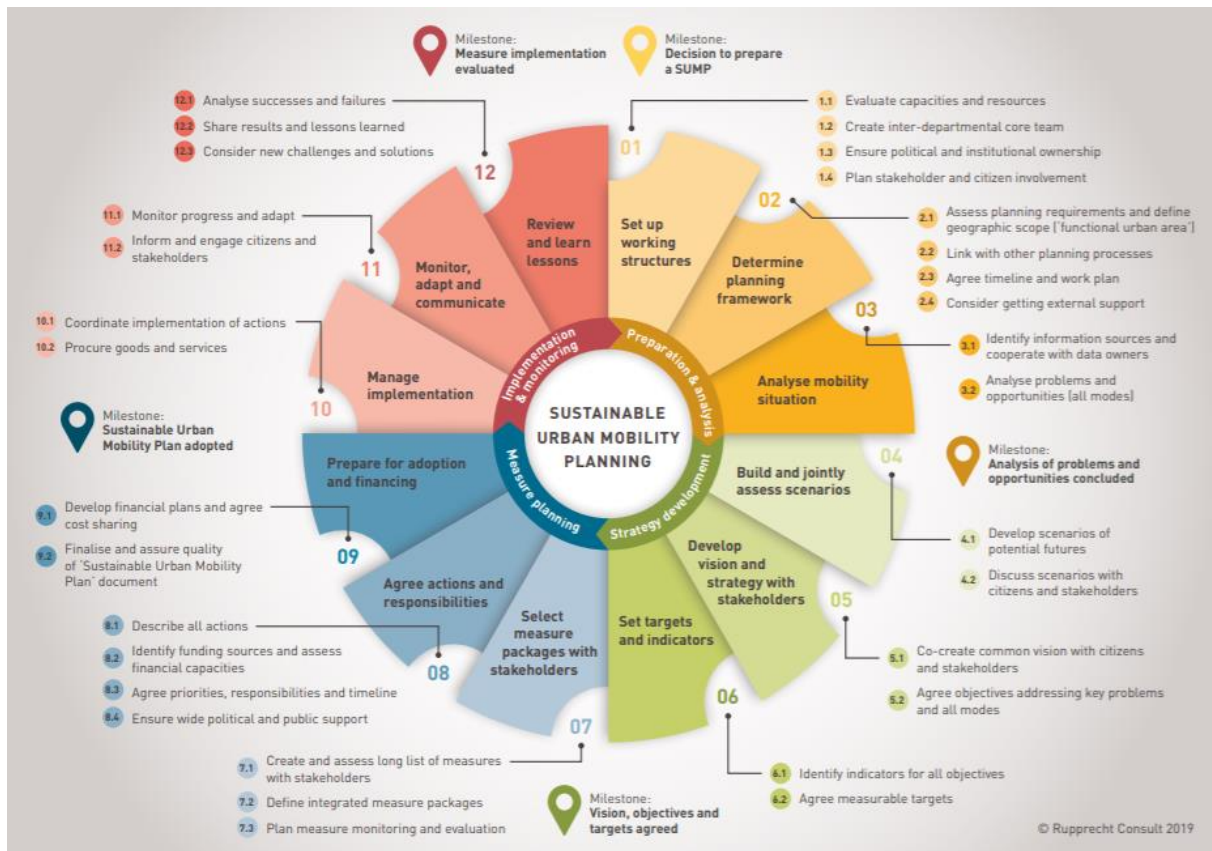 Milestone:
Measure implementation
evaluated
Milestone:
Decision to prepare
a SUMP
12.1 Analyse successes and failures
12.2 Share results and lessons learned
12.3 Consider new challenges and solutions
1.1 Evaluate capacities and resources
1.2 Create inter-departmental core team
1.3 Ensure political and institutional ownership
1.4 Plan stakeholder and citizen involvement
12
01
Review
and learn
lessons
Set up
working
structures
11.1 Monitor progress and adapt
11.2 Inform and engage citizens and
stakeholders
11
Monitor,
adapt and
communicate
02
Determine
planning
framework
2.1 Assess planning requirements and define
geographic scope ('functional urban area')
2.2 Link with other planning processes
2.3 Agree timeline and work plan
2.4 Consider getting external support
10.1 Coordinate implementation of actions
10.2 Procure goods and services
10
Manage
implementation
03
Analyse mobility
situation
3.1 Identify information sources and
cooperate with data owners
3.2 Analyse problems and
opportunities (all modes)
Implementation
& monitoring
Preparation & analysis
SUSTAINABLE
URBAN MOBILITY
PLANNING
Measure planning
Strategy development
Milestone:
Sustainable Urban
Mobility Plan adopted
Milestone:
Analysis of problems and
opportunities concluded
Prepare for adoption
and financing
09
9.1 Develop financial plans and agree
cost sharing
9.2 Finalise and assure quality
of 'Sustainable Urban Mobility
Plan' document
04
Build and jointly
assess scenarios
4.1 Develop scenarios of
potential futures
4.2 Discuss scenarios with
citizens and stakeholders
Agree actions and
responsibilities
08
8.1 Describe all actions
8.2 Identify funding sources and assess
financial capacities
8.3 Agree priorities, responsibilities and timeline
8.4 Ensure wide political and public support
Develop
vision and
strategy with
stakeholders
05
5.1 Co-create common vision with citizens
and stakeholders
5.2 Agree objectives addressing key problems
and all modes
Select
measure
packages with
stakeholders
07
7.1 Create and assess long list of measures
with stakeholders
7.2 Define integrated measure packages
7.3 Plan measure monitoring and evaluation
Set targets
and indicators
06
6.1 Identify indicators for all objectives
6.2 Agree measurable targets
Milestone:
Vision, objectives and
targets agreed
© Rupprecht Consult 2019